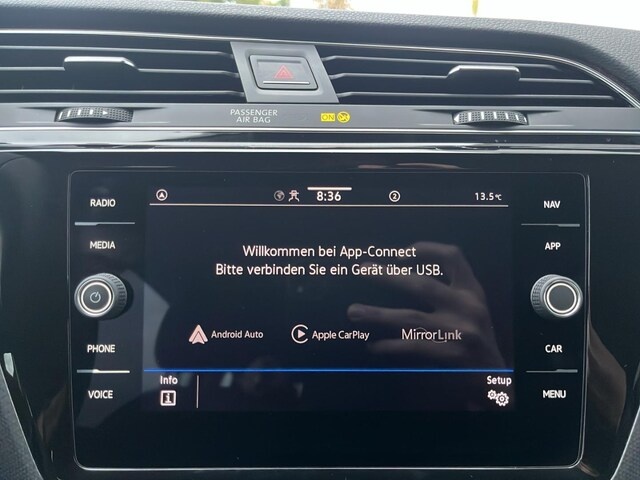 PASSENGER
AIR BAG
ON
RADIO
8:36
2
13.5°C
NAV
MEDIA
APP
Willkommen bei App-Connect
Bitte verbinden Sie ein Gerät über USB.
Android Auto
Apple CarPlay
MirrorLink
PHONE
CAR
Info
Setup
VOICE
MENU